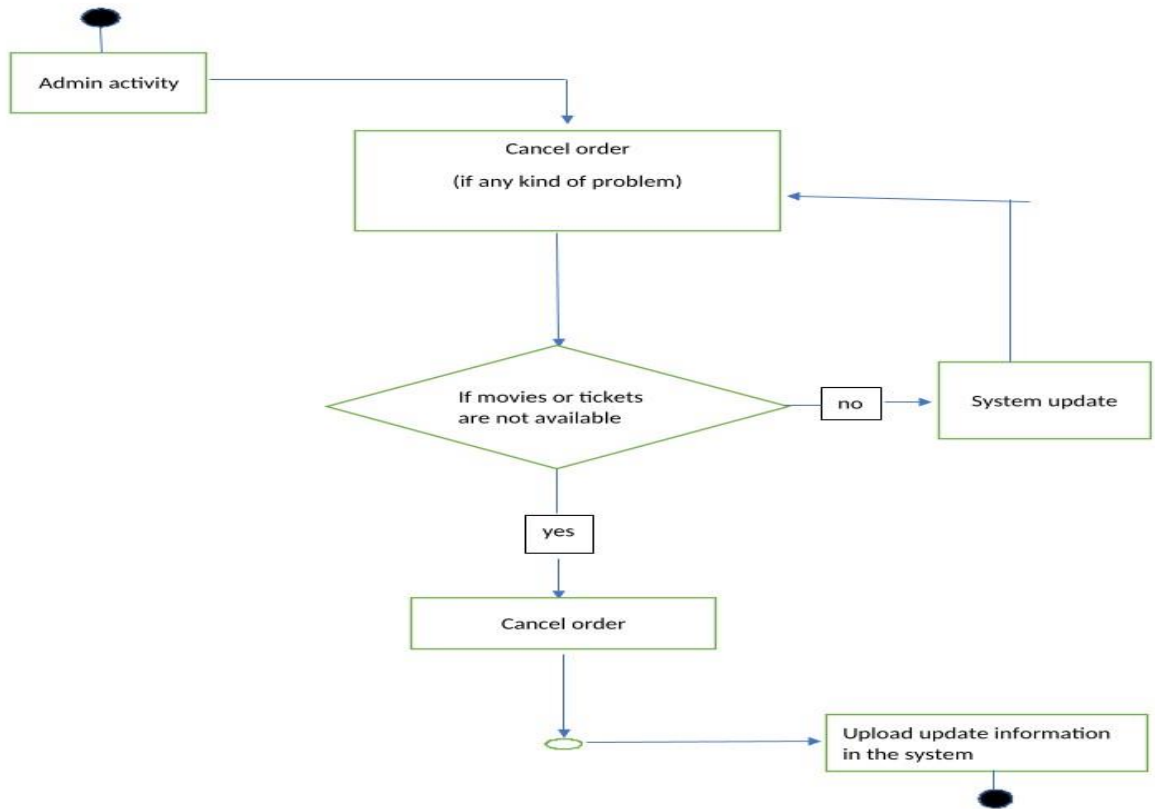 Admin activity
Cancel order
(if any kind of problem)
If movies or tickets
are not available
no
System update
yes
Cancel order
Upload update information
in the system